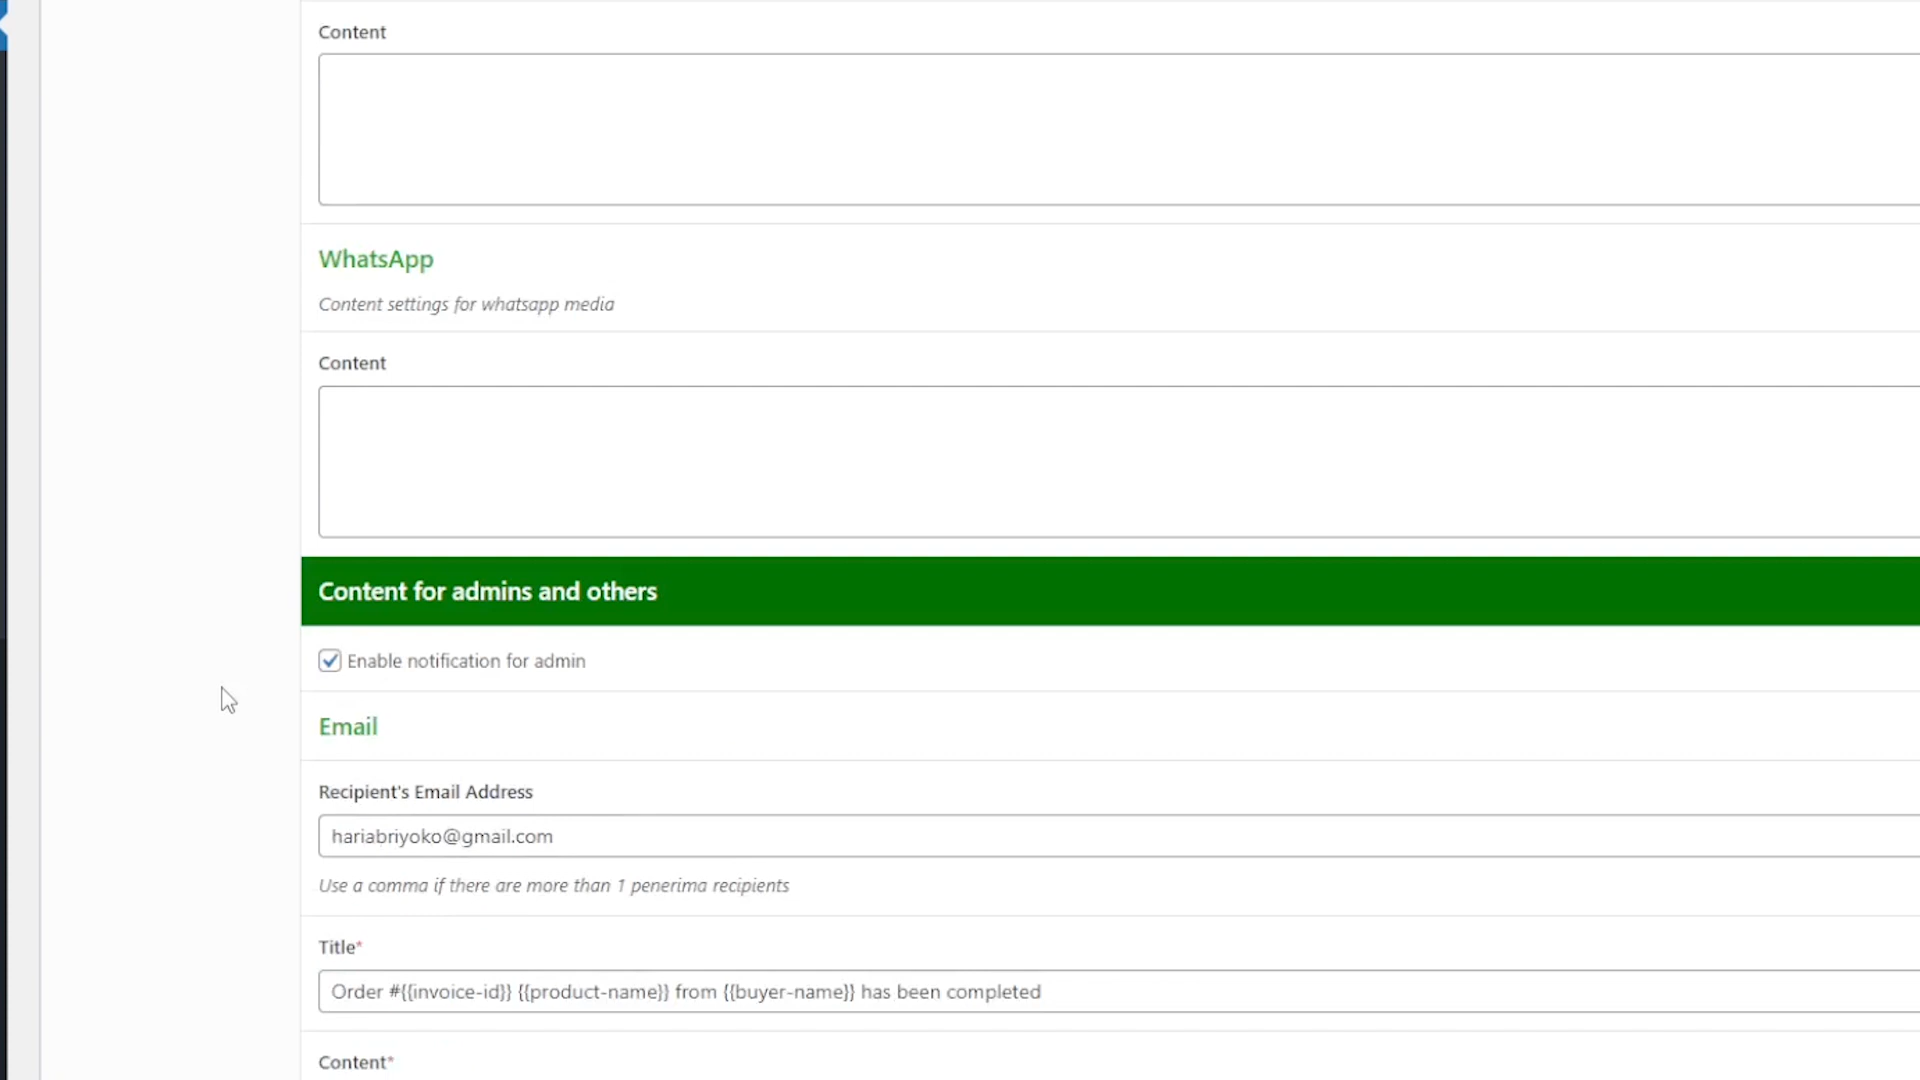 Content
WhatsApp
Content settings for whatsapp media
Content
Content for admins and others
Enable notification for admin
Email
Recipient's Email Address
hariabriyoko@gmail.com
Use a comma if there are more than 1 penerima recipients
Title*
Order #{{invoice-id}} {{product-name}} from {{buyer-name}} has been completed
Content*